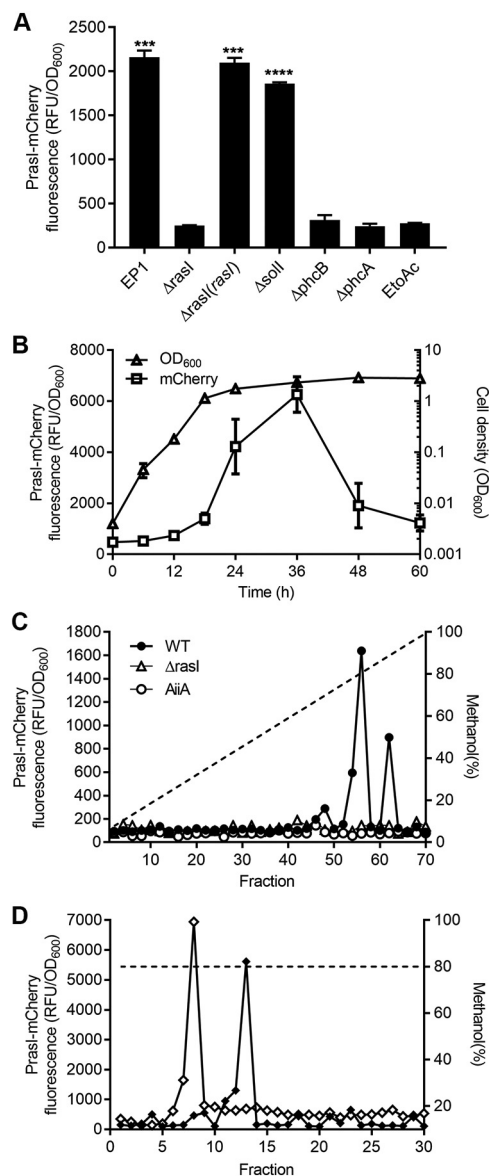 A
PrasI-mCherry
fluorescence (RFU/OD600)
2500
2000
1500
1000
500
0
***
***
****
EP1
ΔrasI
ΔrasI(rasI)
ΔsolI
ΔphcB
ΔphcA
EtoAc
B
PrasI-mCherry
fluorescence (RFU/OD600)
8000
6000
4000
2000
0
OD600
mCherry
10
1
0.1
0.01
0.001
Cell density (OD600)
0
12
24
36
48
60
Time (h)
C
PrasI-mCherry
fluorescence (RFU/OD600)
1800
1600
1400
1200
1000
800
600
400
200
0
WT
ΔrasI
AiiA
100
80
60
40
20
0
Methanol(%)
10
20
30
40
50
60
70
Fraction
D
PrasI-mCherry
fluorescence (RFU/OD600)
7000
6000
5000
4000
3000
2000
1000
0
100
80
60
40
20
Methanol(%)
0
5
10
15
20
25
30
Fraction